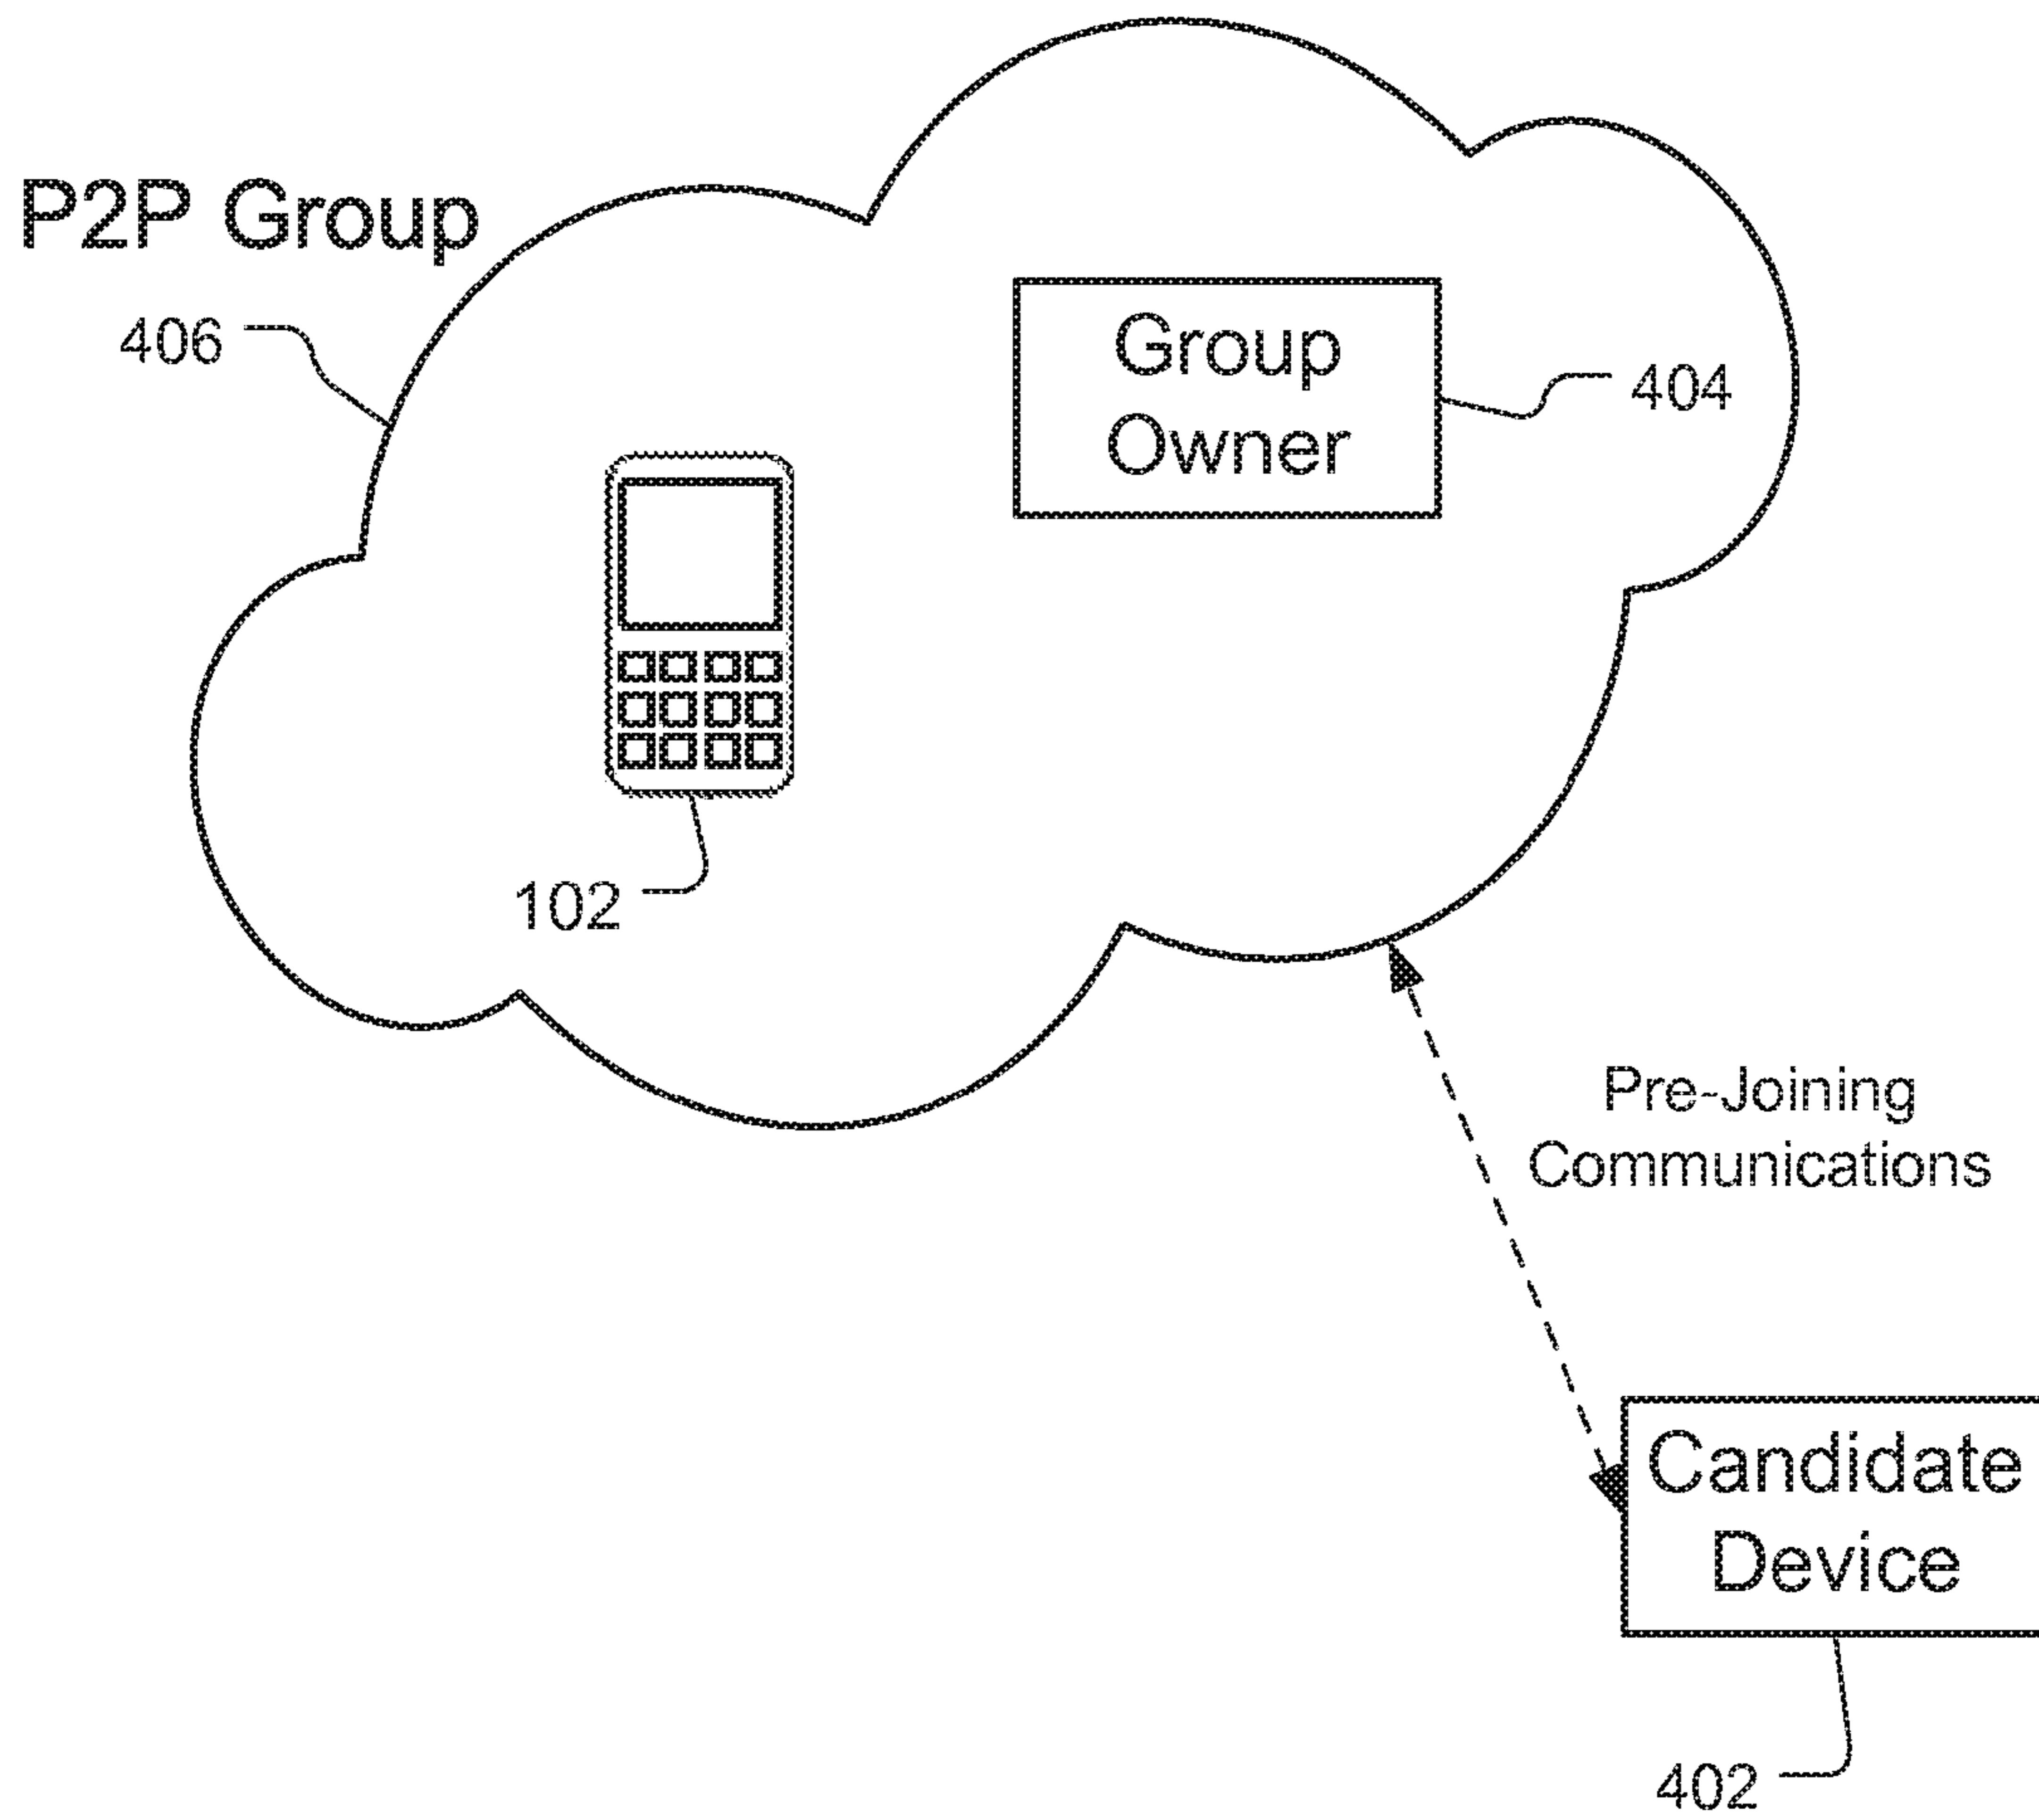 P2P Group
406
Group
Owner
404
102
Pre-Joining
Communications
Candidate
Device
402